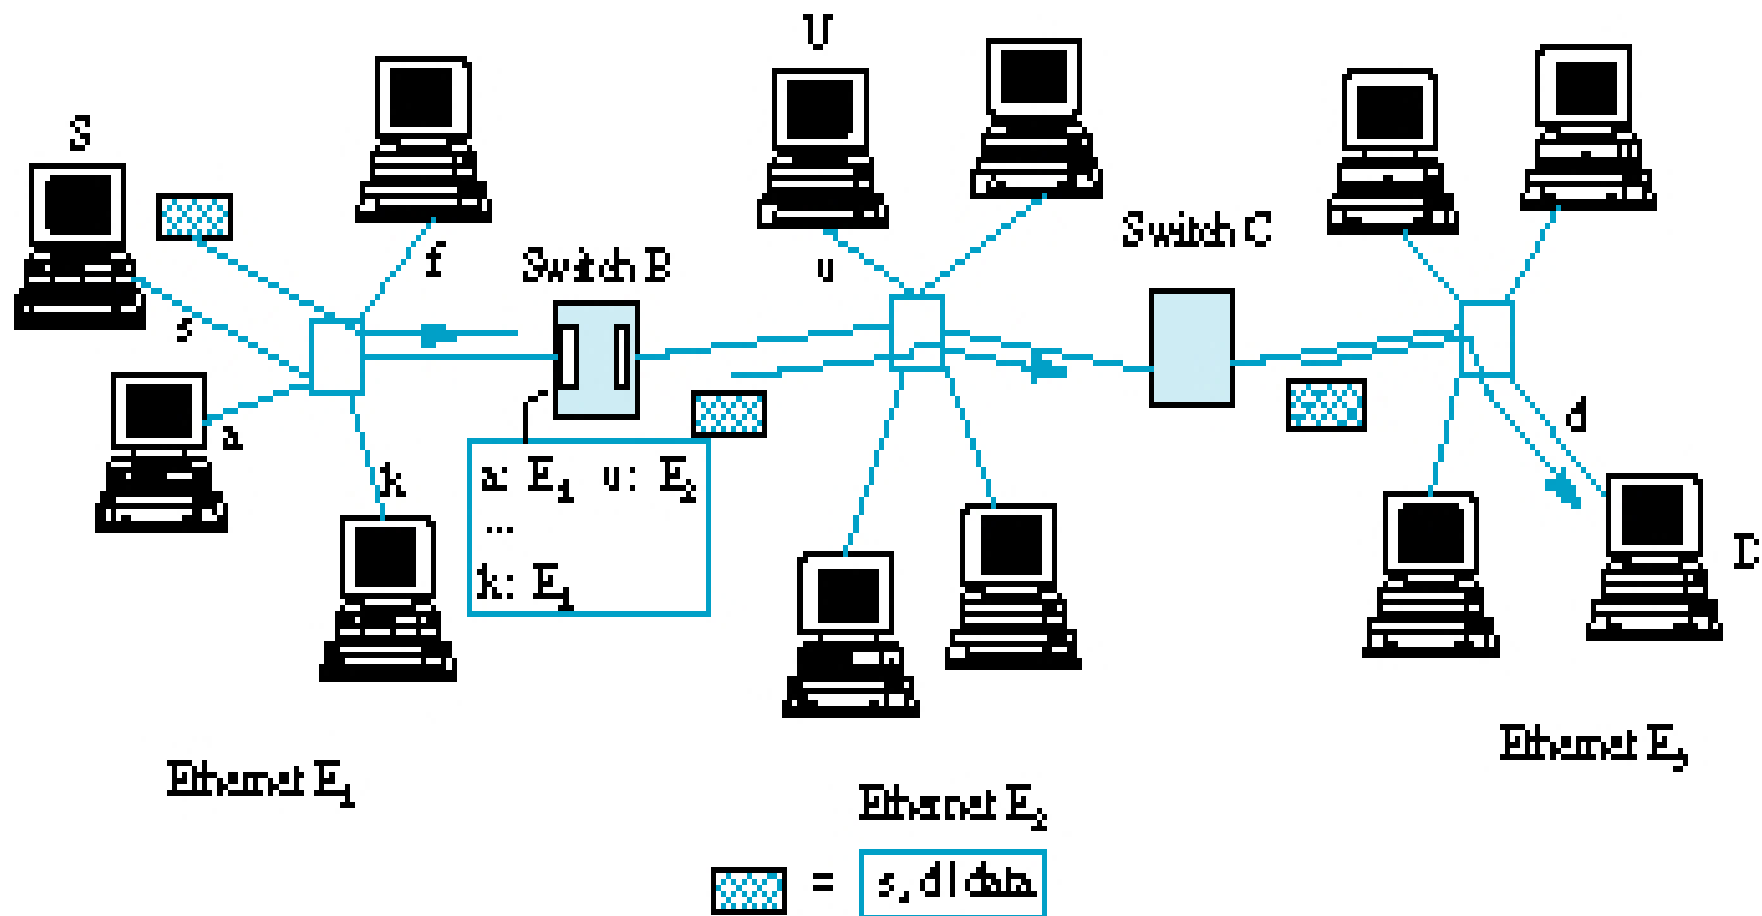 U
S
f
Switch B
u
Switch C
s
a
k
d
a: E1 u: E2
...
k: E1
D
Ethernet E1
Ethernet E2
Ethernet E3
= s, d | data